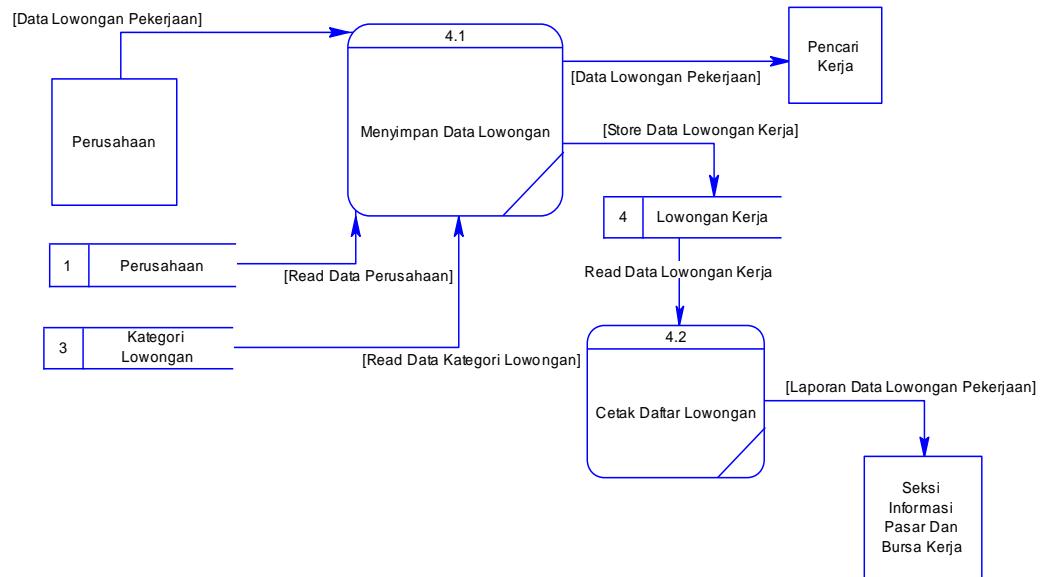 [Data Lowongan Pekerjaan]
4.1
Pencari
Kerja
[Data Lowongan Pekerjaan]
Perusahaan
Menyimpan Data Lowongan
[Store Data Lowongan Kerja]
4
Lowongan Kerja
1
Perusahaan
[Read Data Perusahaan]
Read Data Lowongan Kerja
3
Kategori
Lowongan
[Read Data Kategori Lowongan]
4.2
[Laporan Data Lowongan Pekerjaan]
Cetak Daftar Lowongan
Seksi
Informasi
Pasar Dan
Bursa Kerja